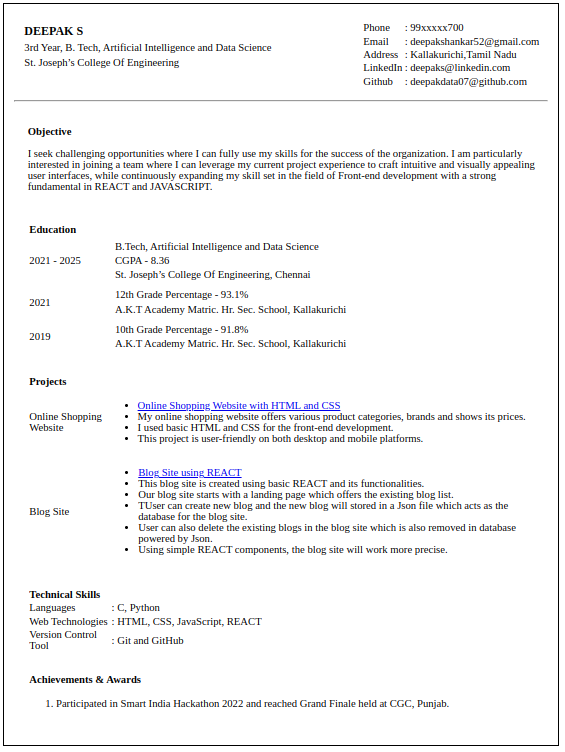 DEEPAK S
3rd Year, B. Tech, Artificial Intelligence and Data Science
St. Joseph's College Of Engineering
Phone : 99xxxxx700
Email : deepakshankar52@gmail.com
Address : Kallakurichi,Tamil Nadu
LinkedIn : deepaks@linkedin.com
Github : deepakdata07@github.com
Objective
I seek challenging opportunities where I can fully use my skills for the success of the organization. I am particularly
interested in joining a team where I can leverage my current project experience to craft intuitive and visually appealing
user interfaces, while continuously expanding my skill set in the field of Front-end development with a strong
fundamental in REACT and JAVASCRIPT.
Education
2021 - 2025
B.Tech, Artificial Intelligence and Data Science
CGPA - 8.36
St. Joseph's College Of Engineering, Chennai
2021
12th Grade Percentage - 93.1%
A.K.T Academy Matric. Hr. Sec. School, Kallakurichi
2019
10th Grade Percentage - 91.8%
A.K.T Academy Matric. Hr. Sec. School, Kallakurichi
Projects
Online Shopping
Website
• Online Shopping Website with HTML and CSS
• My online shopping website offers various product categories, brands and shows its prices.
• I used basic HTML and CSS for the front-end development.
• This project is user-friendly on both desktop and mobile platforms.
Blog Site
• Blog Site using REACT
• This blog site is created using basic REACT and its functionalities.
• Our blog site starts with a landing page which offers the existing blog list.
• TUser can create new blog and the new blog will stored in a Json file which acts as the
database for the blog site.
• User can also delete the existing blogs in the blog site which is also removed in database
powered by Json.
• Using simple REACT components, the blog site will work more precise.
Technical Skills
Languages : C, Python
Web Technologies : HTML, CSS, JavaScript, REACT
Version Control
Tool : Git and GitHub
Achievements & Awards
1. Participated in Smart India Hackathon 2022 and reached Grand Finale held at CGC, Punjab.